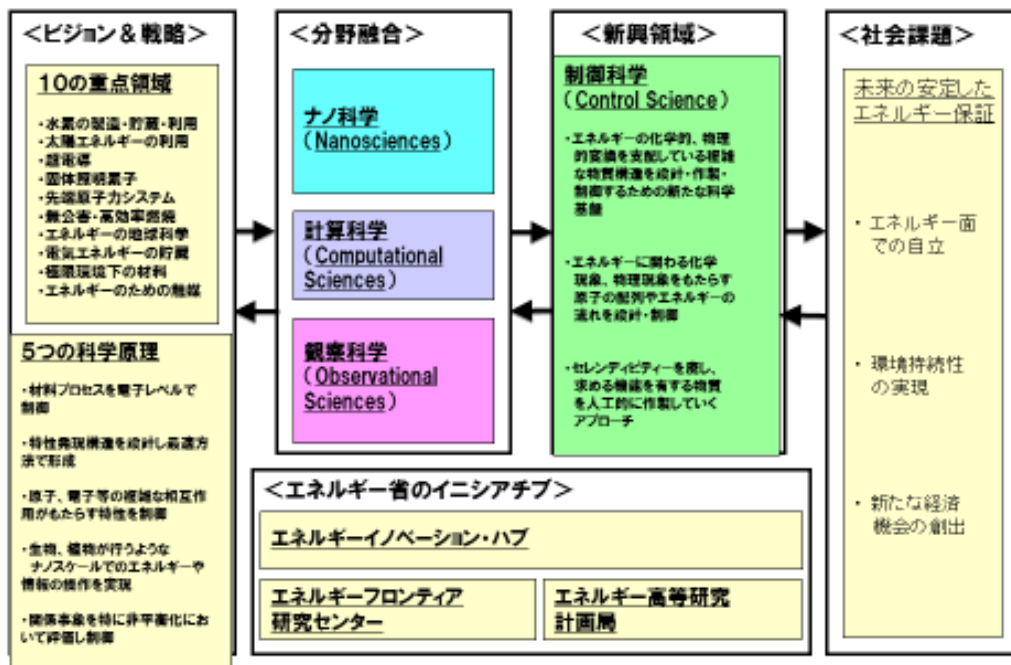 ＜ビジョン＆戦略＞
10の重点領域
・水素の製造・貯蔵・利用
・太陽エネルギーの利用
・超電導
・固体照明素子
・先端原子力システム
・無公害・高効率燃焼
・エネルギーの地球科学
・電気エネルギーの貯蔵
・極限環境下の材料
・エネルギーのための触媒
5つの科学原理
・材料プロセスを電子レベルで
制御
・特性発現構造を設計し最適方
法で形成
・原子、電子等の複雑な相互作
用がもたらす特性を制御
・生物、植物が行うような
ナノスケールでのエネルギーや
情報の操作を実現
・関係事象を特に非平衡化にお
いて評価し制御
＜分野融合＞
ナノ科学
（Nanosciences）
計算科学
（Computational
Sciences）
観察科学
（Observational
Sciences）
＜新興領域＞
制御科学
（Control Science）
・エネルギーの化学的、物理
的変換を支配している複雑
な物質構造を設計・作製・
制御するための新たな科学
基盤
・エネルギーに関わる化学
現象、物理現象をもたらす
原子の配列やエネルギーの
流れを設計・制御
・セレンディピティーを廃し、
求める機能を有する物質
を人工的に作製していく
アプローチ
＜社会課題＞
未来の安定した
エネルギー保証
・エネルギー面
での自立
・環境持続性
の実現
・新たな経済
機会の創出
＜エネルギー省のイニシアチブ＞
エネルギーイノベーション・ハブ
エネルギーフロンティア
研究センター
エネルギー高等研究
計画局